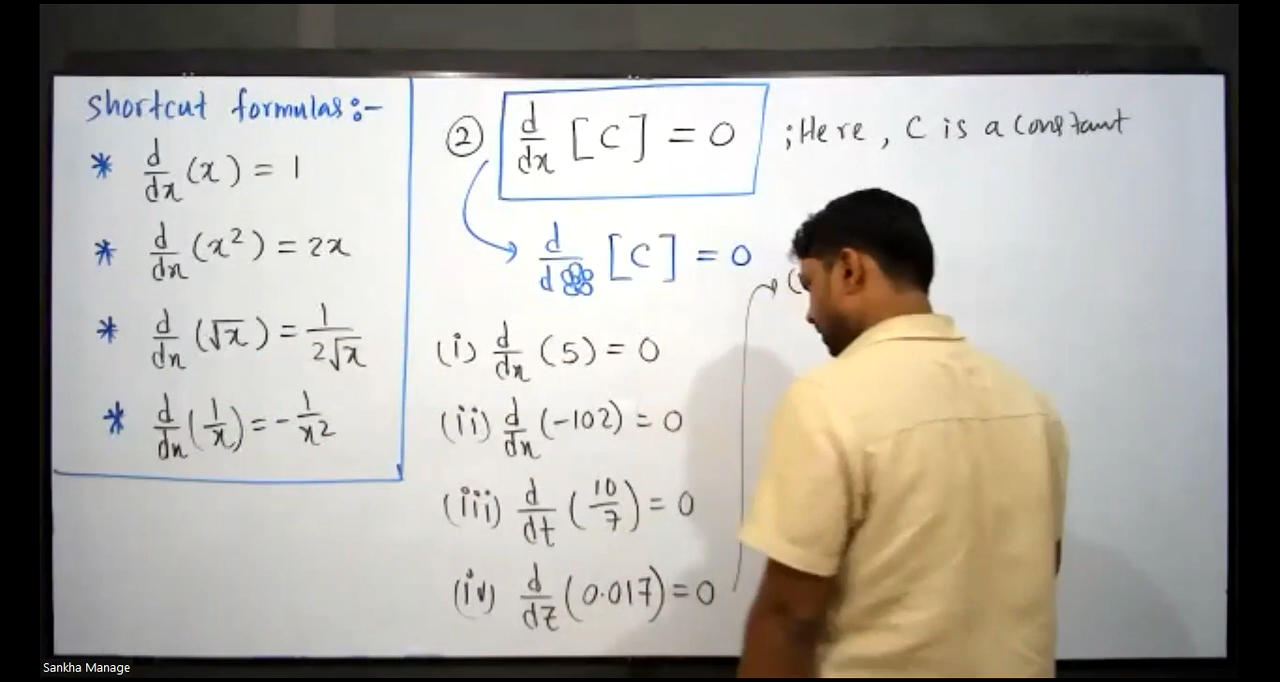 Shortcut formulas:-
* d/dx (x) = 1
* d/dx (x²) = 2x
* d/dx (√x) = 1/2√x
* d/dx (1/x) = - 1/x²
② d/dx [C] = 0 ; Here, C is a constant
d/d [C] = 0
(i) d/dx (5) = 0
(ii) d/dx (-102) = 0
(iii) d/dt (10/7) = 0
(iv) d/dz (0.017) = 0
(
Sankha Manage